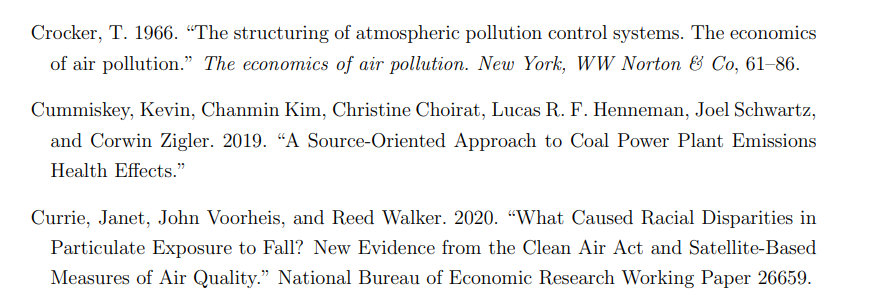 Crocker, T. 1966. “The structuring of atmospheric pollution control systems. The economics
of air pollution.” The economics of air pollution. New York, WW Norton & Co, 61–86.
Cummiskey, Kevin, Chanmin Kim, Christine Choirat, Lucas R. F. Henneman, Joel Schwartz,
and Corwin Zigler. 2019. “A Source-Oriented Approach to Coal Power Plant Emissions
Health Effects.”
Currie, Janet, John Voorheis, and Reed Walker. 2020. “What Caused Racial Disparities in
Particulate Exposure to Fall? New Evidence from the Clean Air Act and Satellite-Based
Measures of Air Quality.” National Bureau of Economic Research Working Paper 26659.